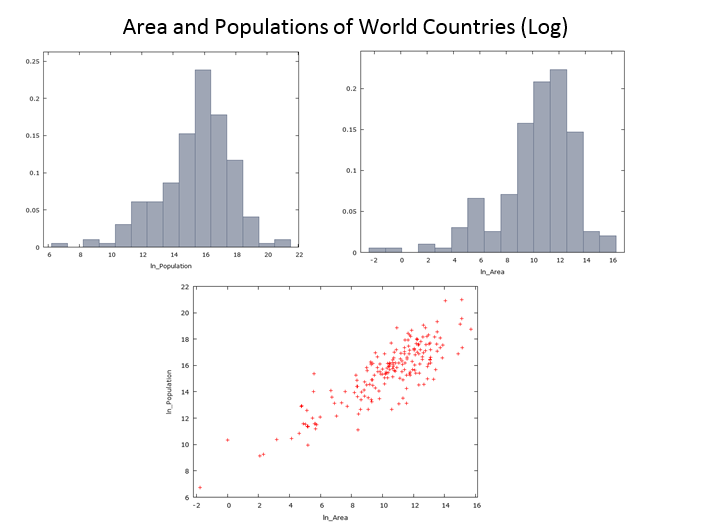 Area and Populations of World Countries (Log)
0.25
0.2
0.15
0.1
0.05
0
6 8 10 12 14 16 18 20 22
ln_Population
0.2
0.15
0.1
0.05
0
-2 0 2 4 6 8 10 12 14 16
ln_Area
22
20
18
16
14
12
10
8
6
ln_Population
-2 0 2 4 6 8 10 12 14 16
ln_Area